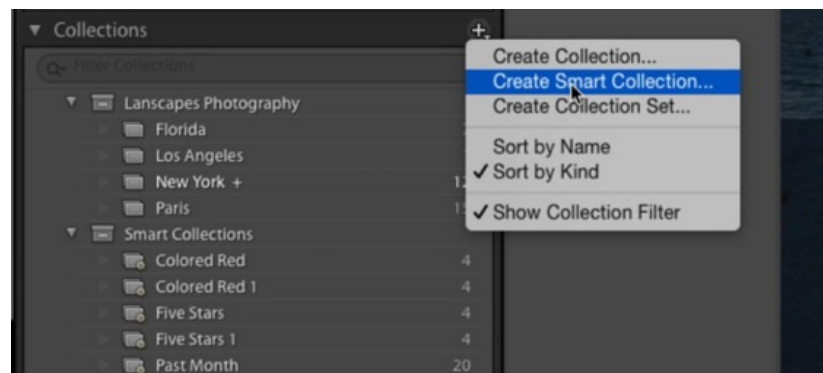 Collections
Filter Collections
Lanscapes Photography
Florida
Los Angeles
New York +
Paris
Smart Collections
Colored Red 4
Colored Red 1 4
Five Stars 4
Five Stars 1 4
Past Month 20
Create Collection...
Create Smart Collection...
Create Collection Set...
Sort by Name
✓ Sort by Kind
✓ Show Collection Filter